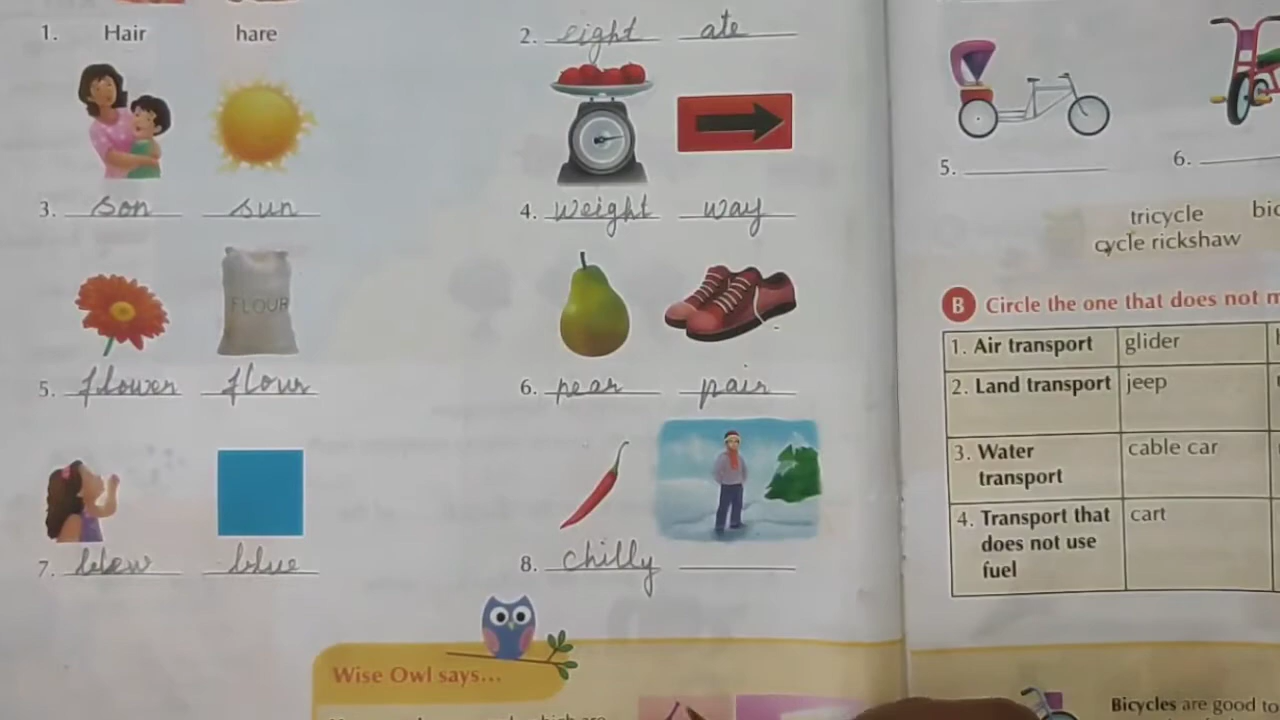 1. Hair hare
2. eight ate
3. son sun
4. weight way
FLOUR
5. flower flour
6. pear pair
7. blew blue
8. chilly
Wise Owl says...
5.
6.
tricycle
cycle rickshaw
B Circle the one that does not
1. Air transport glider
2. Land transport jeep
3. Water cable car
transport
4. Transport that cart
does not use
fuel
Bicycles are good to